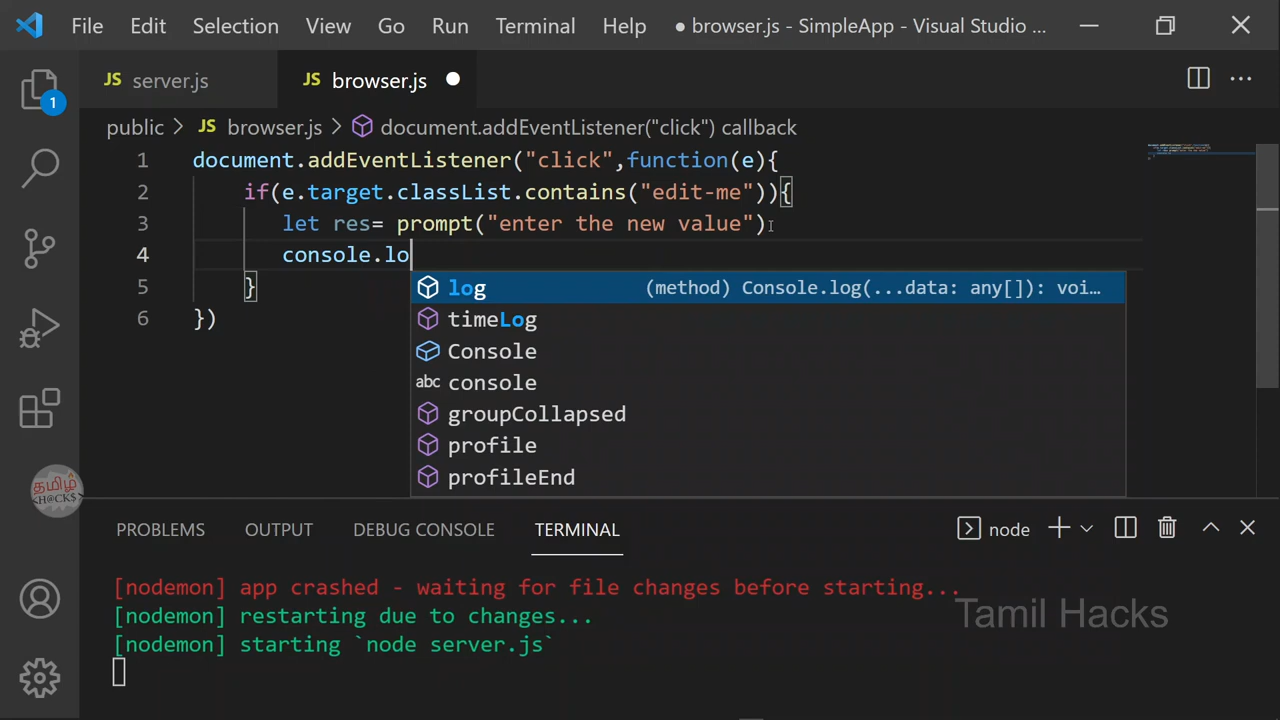 File Edit Selection View Go Run Terminal Help ● browser.js - SimpleApp - Visual Studio ...
JS server.js JS browser.js ●
1
public > JS browser.js > document.addEventListener("click") callback
1 document.addEventListener("click",function(e){
2 if(e.target.classList.contains("edit-me")){
3 let res= prompt("enter the new value")
4 console.lo
5 }
6 })
log (method) Console.log(...data: any[]): voi...
timeLog
Console
abc console
groupCollapsed
profile
profileEnd
தமிழ்
<H@CK$>
PROBLEMS OUTPUT DEBUG CONSOLE TERMINAL node
[nodemon] app crashed - waiting for file changes before starting...
[nodemon] restarting due to changes...
[nodemon] starting `node server.js`
Tamil Hacks